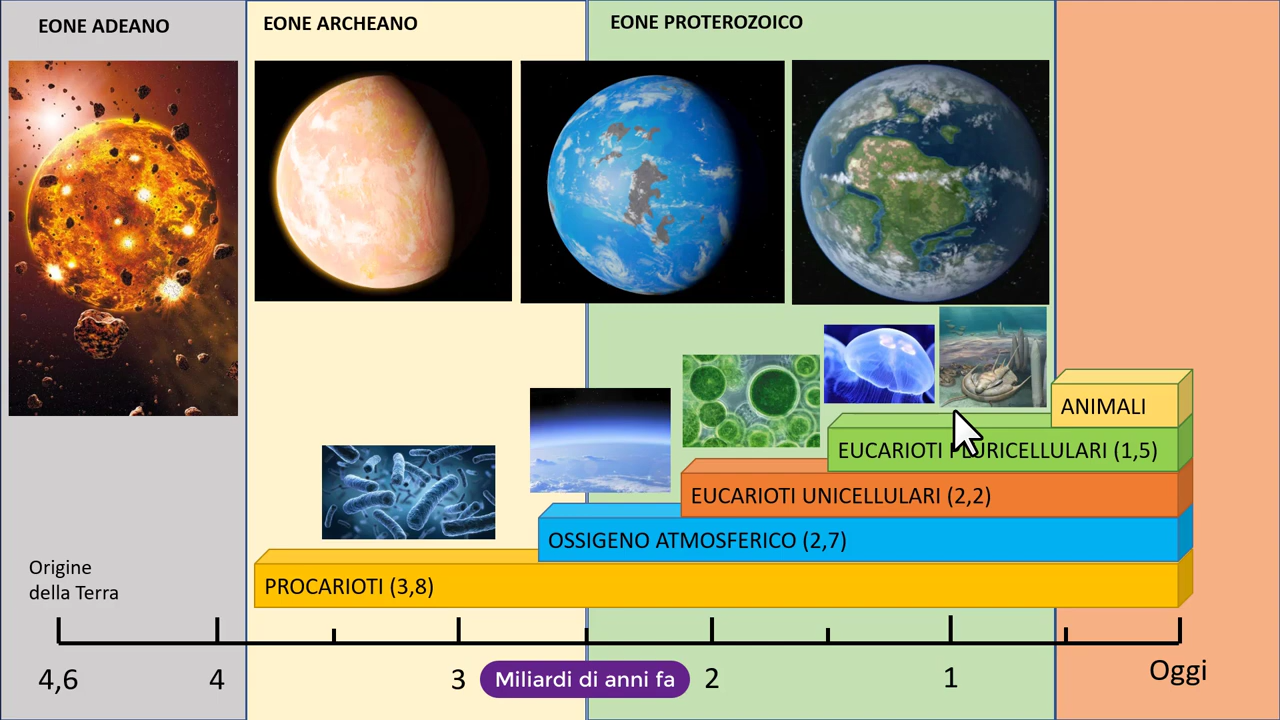 EONE ADEANO
EONE ARCHEANO
EONE PROTEROZOICO
ANIMALI
EUCARIOTI PLURICELLULARI (1,5)
EUCARIOTI UNICELLULARI (2,2)
OSSIGENO ATMOSFERICO (2,7)
PROCARIOTI (3,8)
Origine
della Terra
4,6
4
3
Miliardi di anni fa
2
1
Oggi